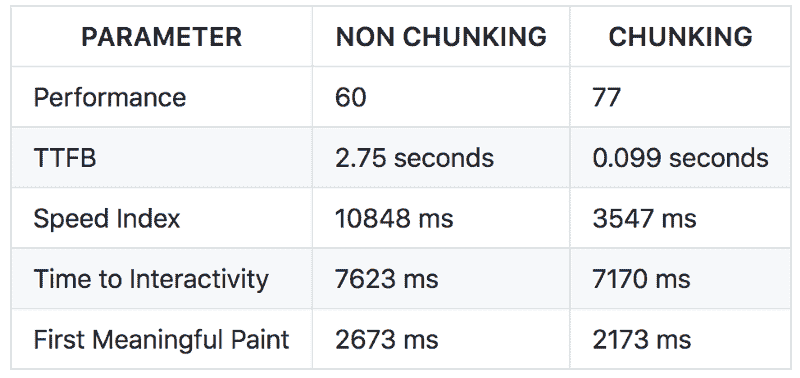 PARAMETER NON CHUNKING CHUNKING
Performance 60 77
TTFB 2.75 seconds 0.099 seconds
Speed Index 10848 ms 3547 ms
Time to Interactivity 7623 ms 7170 ms
First Meaningful Paint 2673 ms 2173 ms